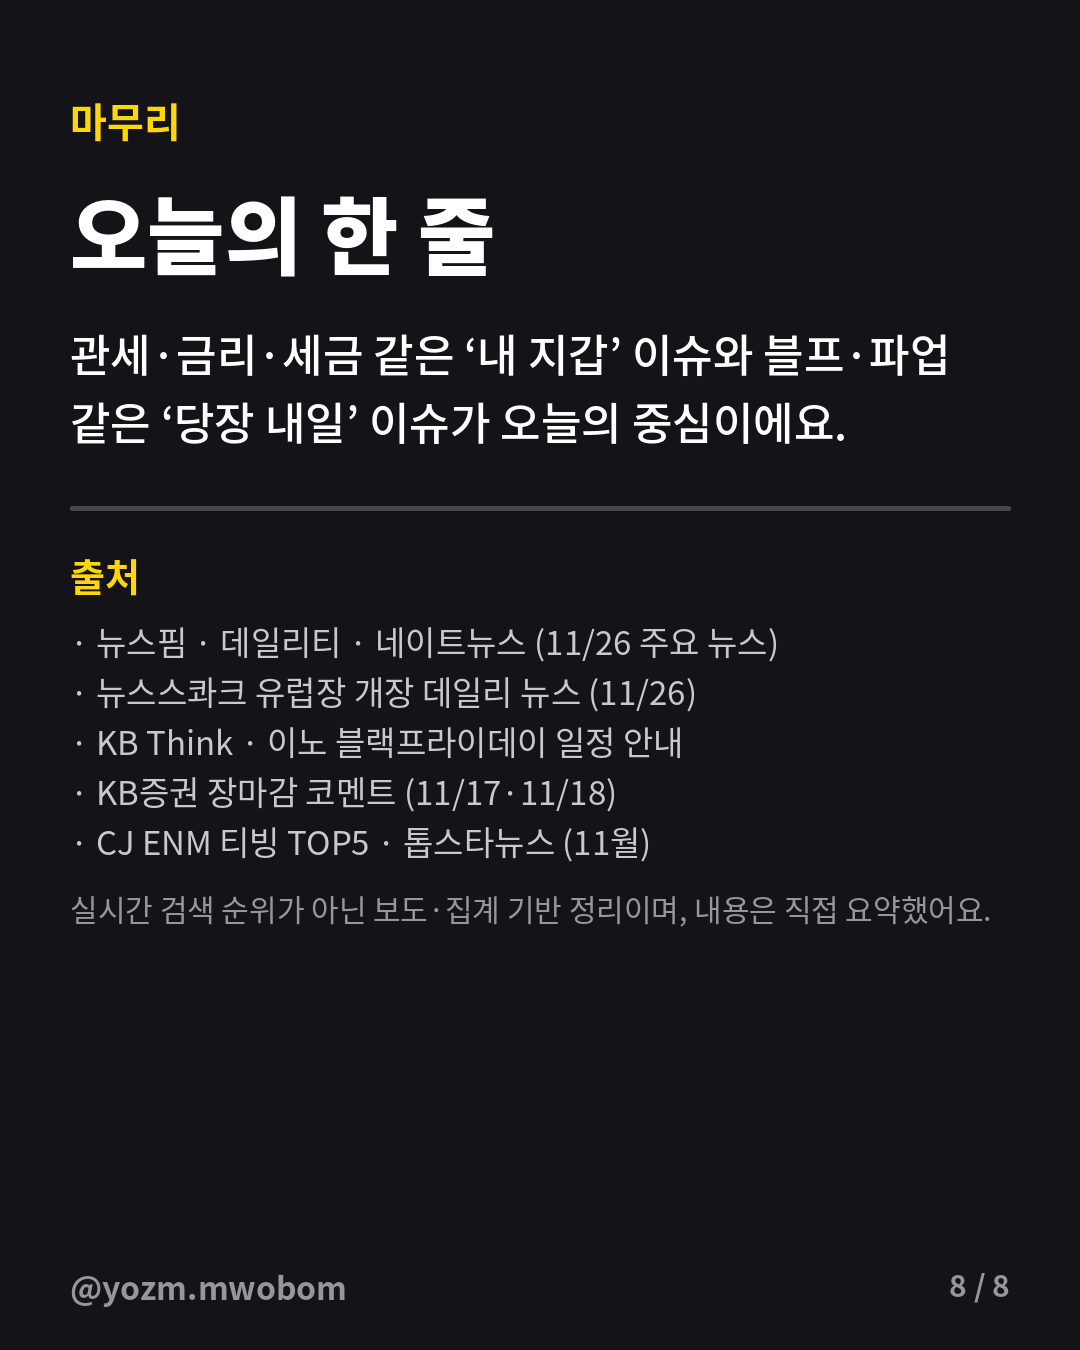 마무리
오늘의 한 줄
관세·금리·세금 같은 ‘내 지갑’ 이슈와 블프·파업
같은 ‘당장 내일’ 이슈가 오늘의 중심이에요.
출처
· 뉴스핌 · 데일리티 · 네이트뉴스 (11/26 주요 뉴스)
· 뉴스스콰크 유럽장 개장 데일리 뉴스 (11/26)
· KB Think · 이노 블랙프라이데이 일정 안내
· KB증권 장마감 코멘트 (11/17·11/18)
· CJ ENM 티빙 TOP5 · 톱스타뉴스 (11월)
실시간 검색 순위가 아닌 보도·집계 기반 정리이며, 내용은 직접 요약했어요.
@yozm.mwobom
8 / 8